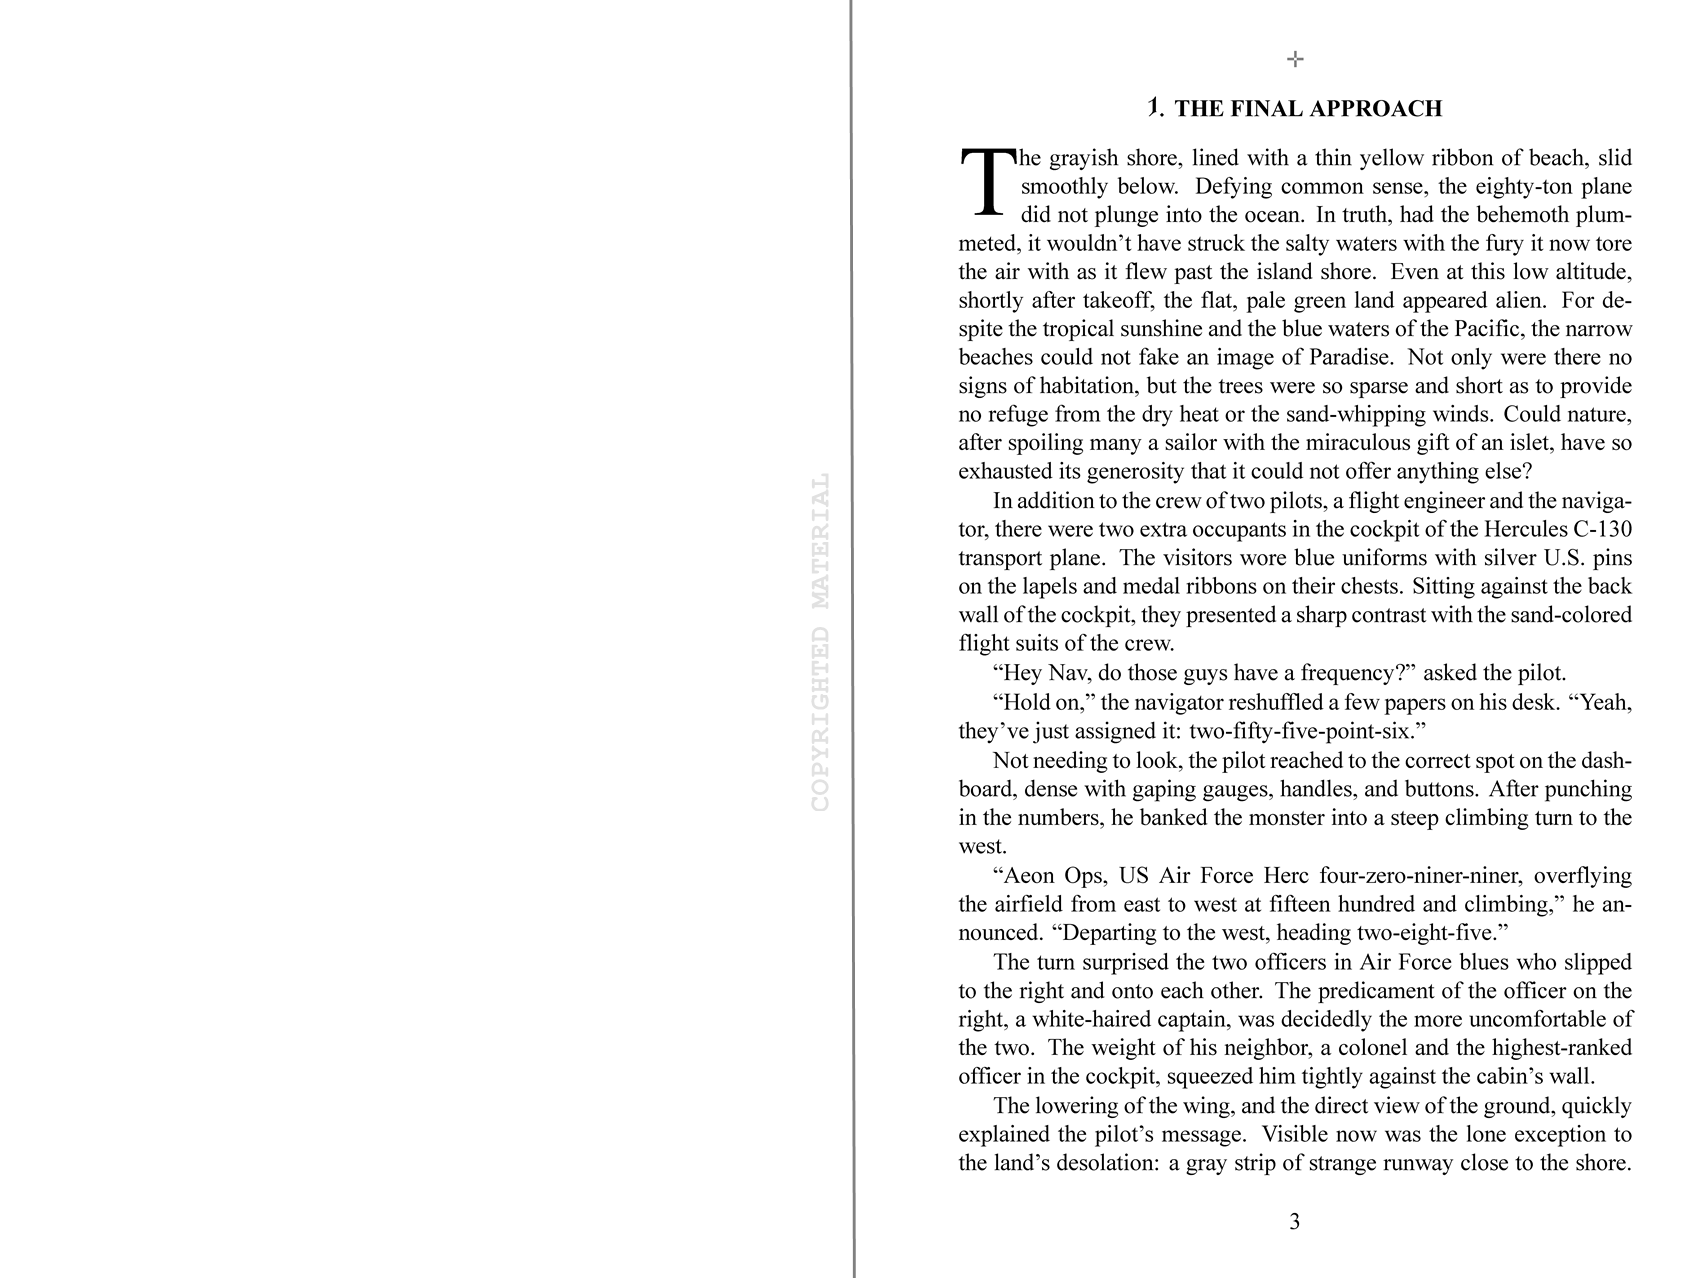 COPYRIGHTED MATERIAL
1. THE FINAL APPROACH
The grayish shore, lined with a thin yellow ribbon of beach, slid
smoothly below. Defying common sense, the eighty-ton plane
did not plunge into the ocean. In truth, had the behemoth plum-
meted, it wouldn’t have struck the salty waters with the fury it now tore
the air with as it flew past the island shore. Even at this low altitude,
shortly after takeoff, the flat, pale green land appeared alien. For de-
spite the tropical sunshine and the blue waters of the Pacific, the narrow
beaches could not fake an image of Paradise. Not only were there no
signs of habitation, but the trees were so sparse and short as to provide
no refuge from the dry heat or the sand-whipping winds. Could nature,
after spoiling many a sailor with the miraculous gift of an islet, have so
exhausted its generosity that it could not offer anything else?
In addition to the crew of two pilots, a flight engineer and the naviga-
tor, there were two extra occupants in the cockpit of the Hercules C-130
transport plane. The visitors wore blue uniforms with silver U.S. pins
on the lapels and medal ribbons on their chests. Sitting against the back
wall of the cockpit, they presented a sharp contrast with the sand-colored
flight suits of the crew.
“Hey Nav, do those guys have a frequency?” asked the pilot.
“Hold on,” the navigator reshuffled a few papers on his desk. “Yeah,
they’ve just assigned it: two-fifty-five-point-six.”
Not needing to look, the pilot reached to the correct spot on the dash-
board, dense with gaping gauges, handles, and buttons. After punching
in the numbers, he banked the monster into a steep climbing turn to the
west.
“Aeon Ops, US Air Force Herc four-zero-niner-niner, overflying
the airfield from east to west at fifteen hundred and climbing,” he an-
nounced. “Departing to the west, heading two-eight-five.”
The turn surprised the two officers in Air Force blues who slipped
to the right and onto each other. The predicament of the officer on the
right, a white-haired captain, was decidedly the more uncomfortable of
the two. The weight of his neighbor, a colonel and the highest-ranked
officer in the cockpit, squeezed him tightly against the cabin’s wall.
The lowering of the wing, and the direct view of the ground, quickly
explained the pilot’s message. Visible now was the lone exception to
the land’s desolation: a gray strip of strange runway close to the shore.
3